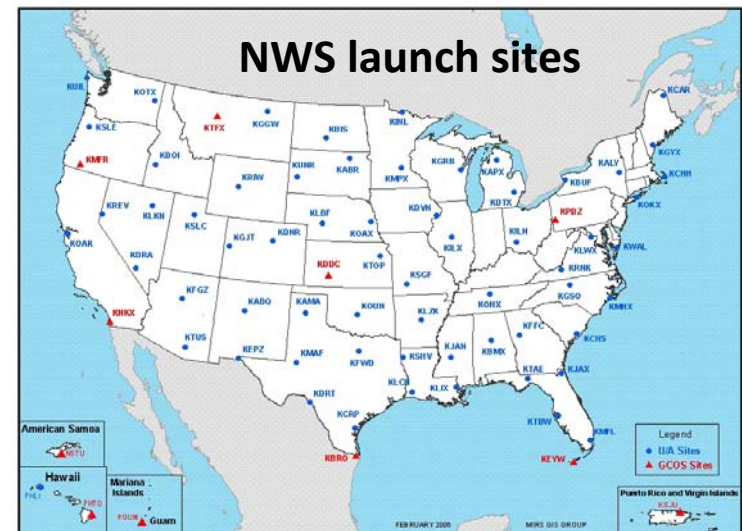 NWS launch sites
KUIL
KOTX
KTFX
KGGW
KBIS
KINL
KCAR
KSLE
KMFR
KBOI
KRIW
KUNR
KABR
KMPX
KGRB
KAPX
KDTX
KBUF
KALY
KGYX
KCHH
KOKX
KREV
KLKN
KSLC
KGJT
KDNR
KLBF
KOAX
KDVN
KILX
KILN
KPBZ
KLWX
KWAL
KOAK
KDRA
KDDC
KTOP
KSGF
KRNK
KGSO
KMHX
KNKX
KFGZ
KABQ
KAMA
KOUN
KLZK
KOHX
KFFC
KCHS
KTUS
KEPZ
KMAF
KFWD
KSHV
KJAN
KBMX
KTAE
KJAX
KDRT
KLCH
KLIX
KCRP
KTBW
KMFL
KBRO
KEYW
Legend
U/A Sites
GCOS Sites
American Samoa
NSTU
Hawaii
PHLI
PHTO
Mariana
Islands
PGUM
Guam
Puerto Rico and Virgin Islands
KSJU
FEBRUARY 2006
MIRS GIS GROUP